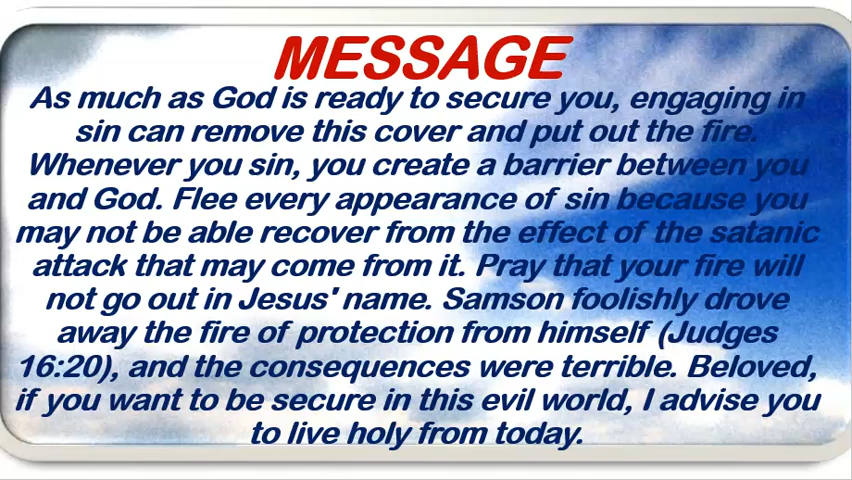 MESSAGE
As much as God is ready to secure you, engaging in
sin can remove this cover and put out the fire.
Whenever you sin, you create a barrier between you
and God. Flee every appearance of sin because you
may not be able recover from the effect of the satanic
attack that may come from it. Pray that your fire will
not go out in Jesus' name. Samson foolishly drove
away the fire of protection from himself (Judges
16:20), and the consequences were terrible. Beloved,
if you want to be secure in this evil world, I advise you
to live holy from today.